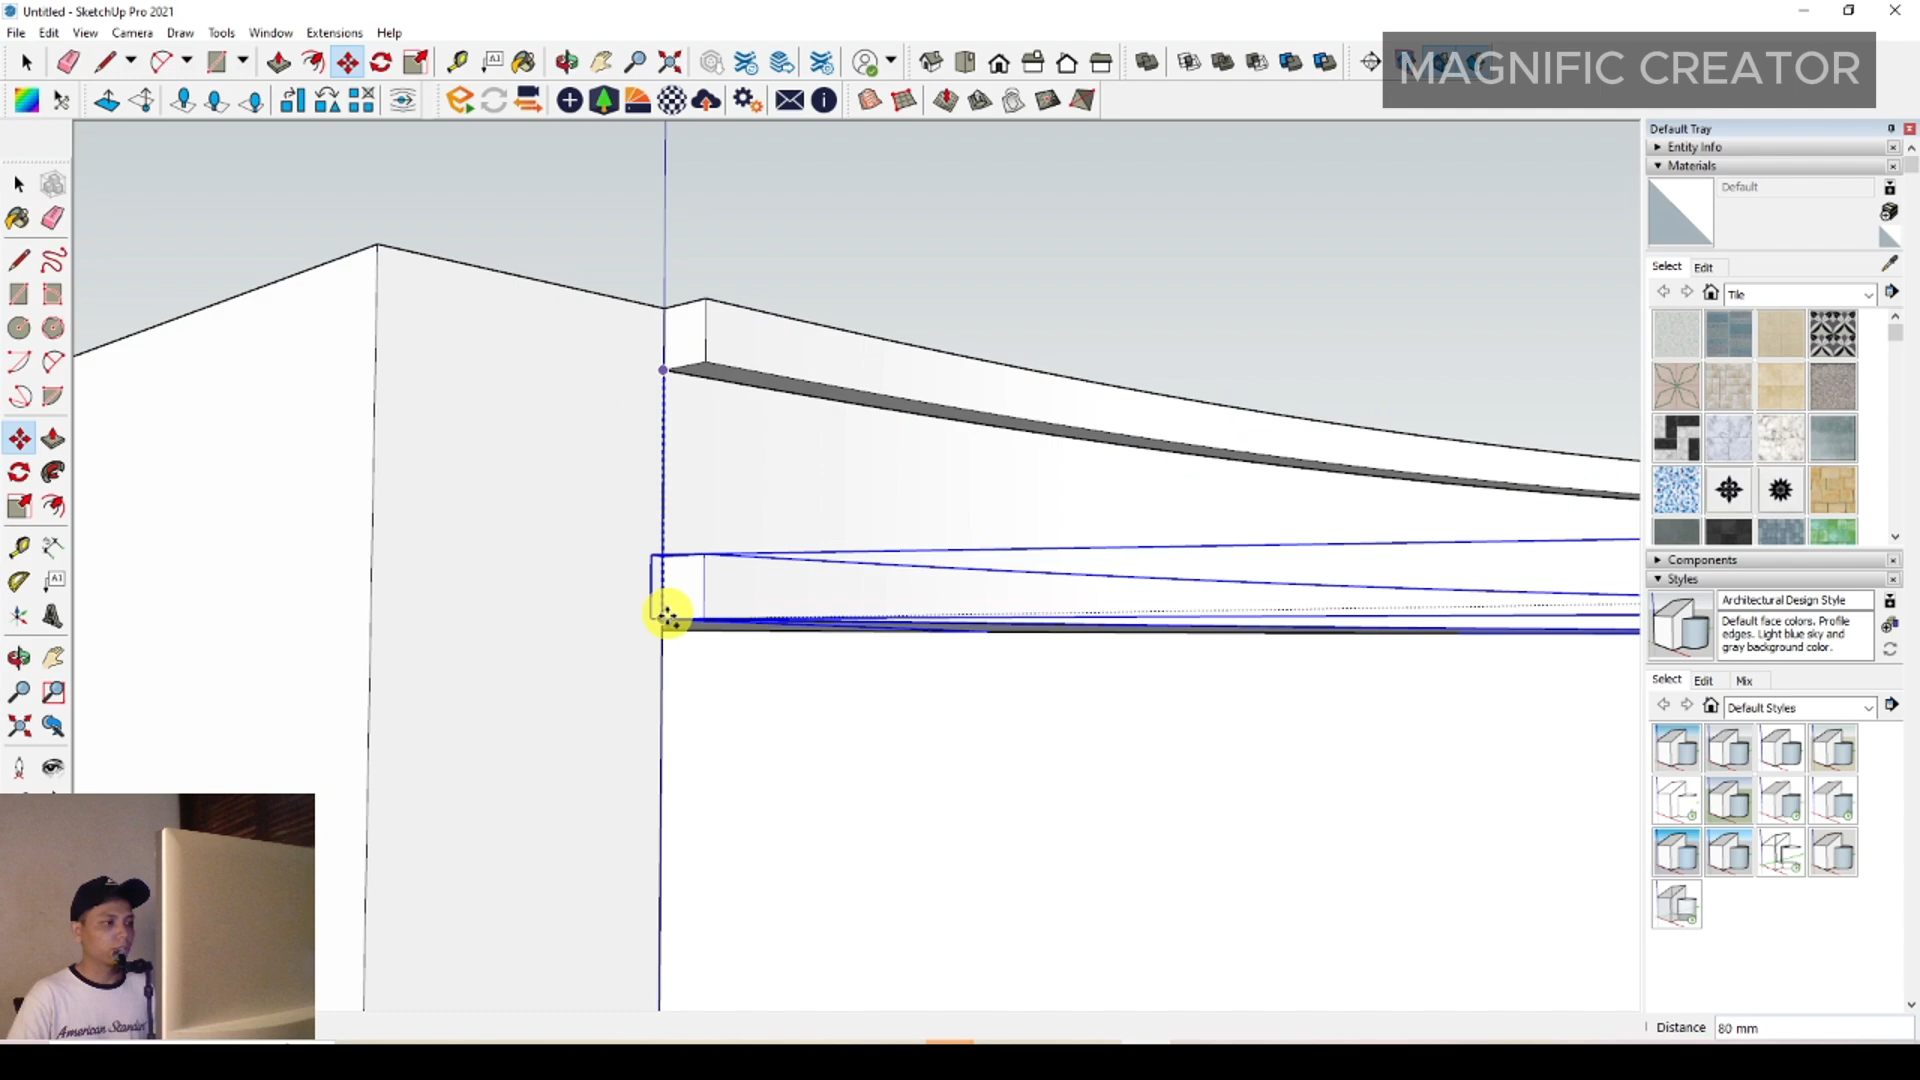 Untitled - SketchUp Pro 2021
File Edit View Camera Draw Tools Window Extensions Help
MAGNIFIC CREATOR
Default Tray
Entity Info
Materials
Default
Select Edit
Tile
Components
Styles
Architectural Design Style
Default face colors. Profile
edges. Light blue sky and
gray background color.
Select Edit Mix
Default Styles
American Standar
Distance 80 mm